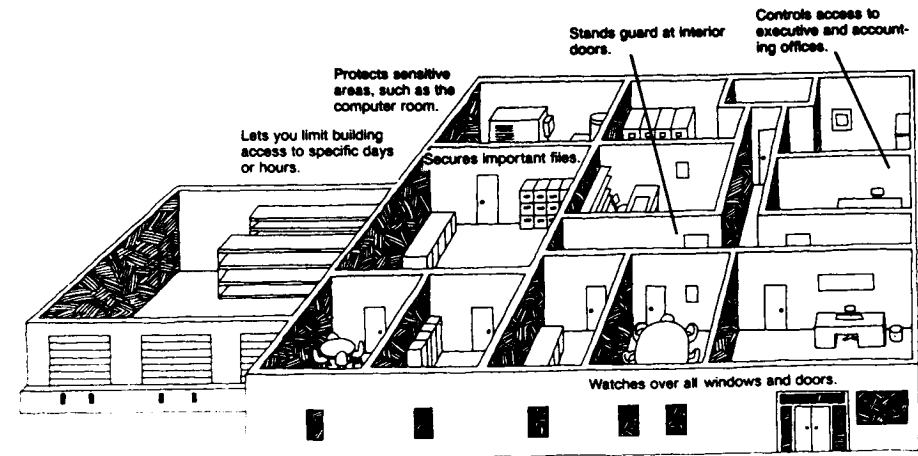 Controls access to
executive and account-
ing offices.
Stands guard at interior
doors.
Protects sensitive
areas, such as the
computer room.
Lets you limit building
access to specific days
or hours.
Secures important files.
Watches over all windows and doors.